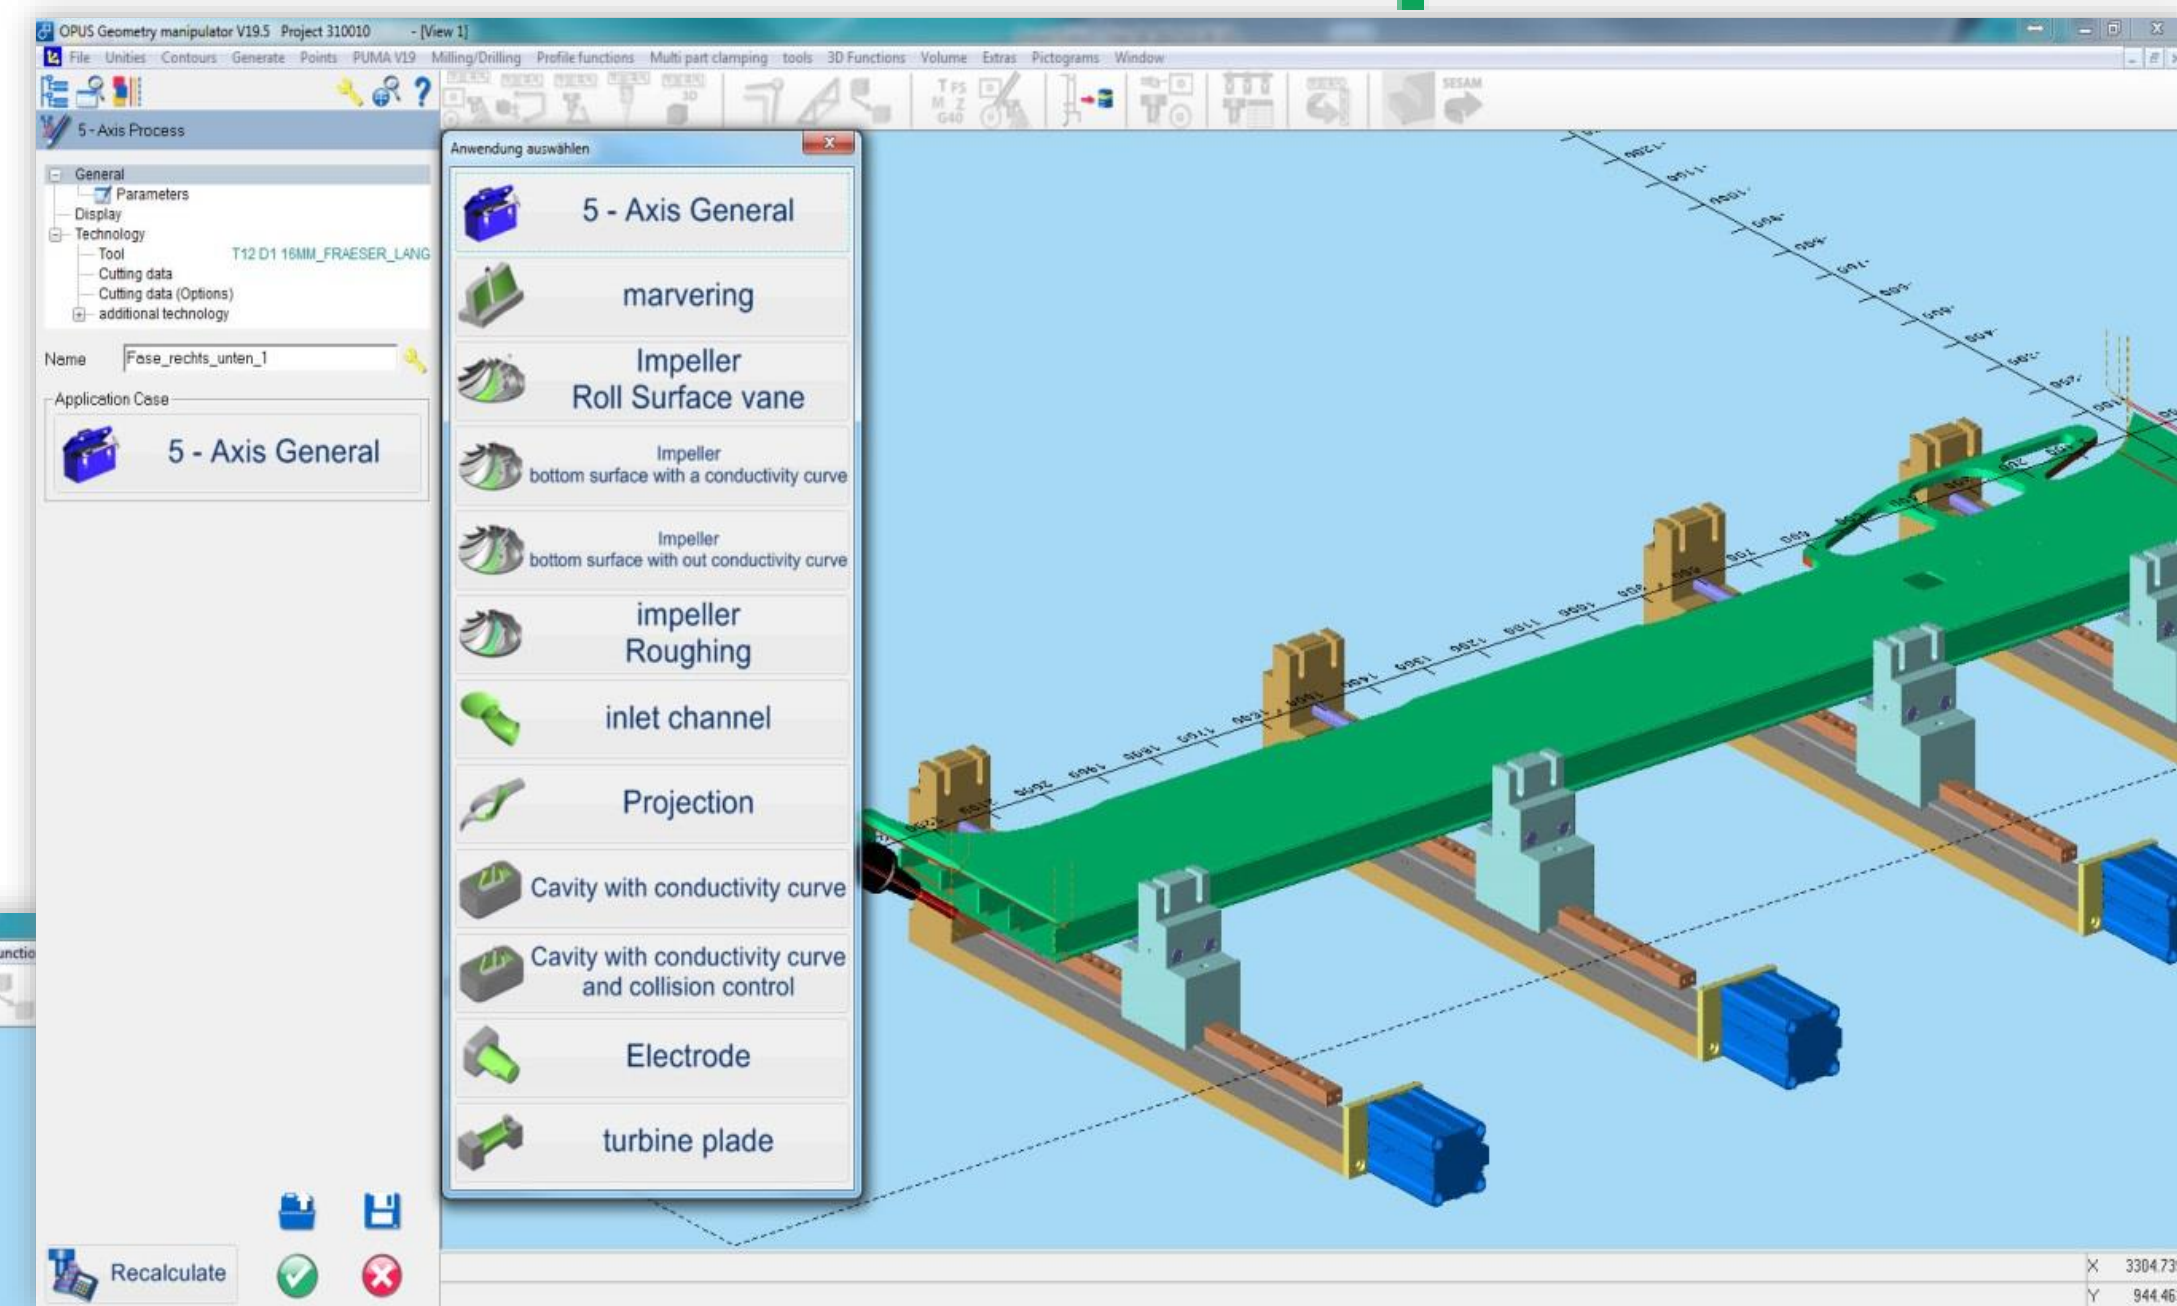 OPUS Geometry manipulator V19.5 Project 310010 - [View 1]
File Unities Contours Generate Points PUMA V19 Milling/Drilling Profile functions Multi part clamping tools 3D Functions Volume Extras Pictograms Window
SESAM
5 - Axis Process
General
Parameters
Display
Technology
Tool T12 D1 16MM_FRAESER_LANG
Cutting data
Cutting data (Options)
additional technology
Name Fase_rechts_unten_1
Application Case
5 - Axis General
Recalculate
Anwendung auswählen
5 - Axis General
marvering
Impeller
Roll Surface vane
Impeller
bottom surface with a conductivity curve
Impeller
bottom surface with out conductivity curve
impeller
Roughing
inlet channel
Projection
Cavity with conductivity curve
Cavity with conductivity curve
and collision control
Electrode
turbine plade
X 3304.73
Y 944.46